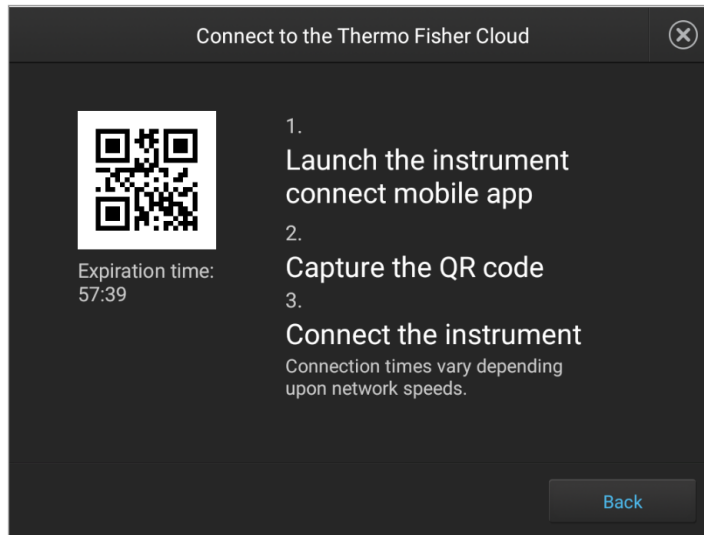 Connect to the Thermo Fisher Cloud
Expiration time:
57:39
1.
Launch the instrument
connect mobile app
2.
Capture the QR code
3.
Connect the instrument
Connection times vary depending
upon network speeds.
Back